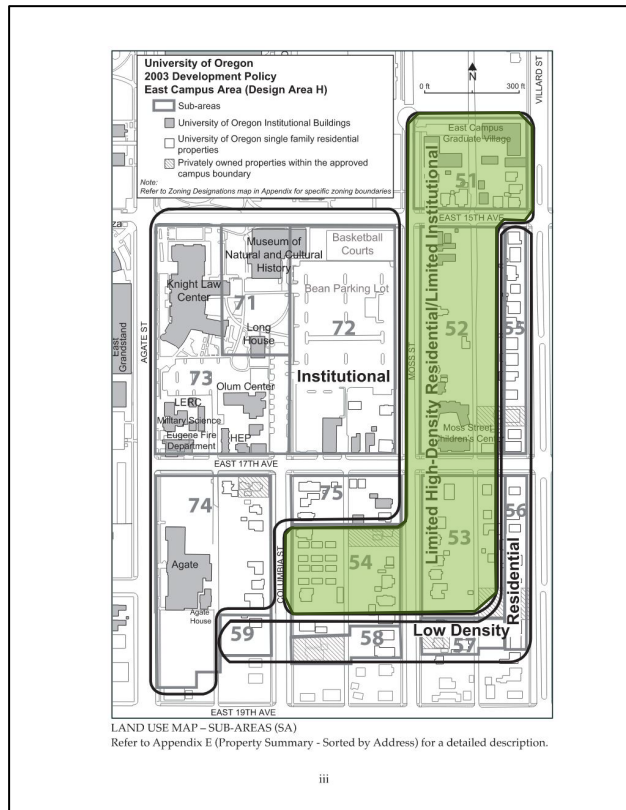 University of Oregon
2003 Development Policy
East Campus Area (Design Area H)
Sub-areas
University of Oregon Institutional Buildings
University of Oregon single family residential
properties
Privately owned properties within the approved
campus boundary
Note:
Refer to Zoning Designations map in Appendix for specific zoning boundaries
N
0 ft
300 ft
VILLARD ST
East Campus
Graduate Village
51
EAST 15TH AVE
Museum of
Natural and Cultural
History
Basketball
Courts
Knight Law
Center
71
Bean Parking Lot
Long
House
72
AGATE ST
East
Grandsland
MOSS ST
52
55
Limited High-Density Residential/Limited Institutional
73
Olum Center
Institutional
LERC
Military Science
Eugene Fire
Department
HEP
Moss Street
Children's Center
EAST 17TH AVE
74
75
56
Agate
COLUMBIA ST
54
53
Residential
Agate
House
59
58
Low Density
57
EAST 19TH AVE
LAND USE MAP – SUB-AREAS (SA)
Refer to Appendix E (Property Summary - Sorted by Address) for a detailed description.
iii